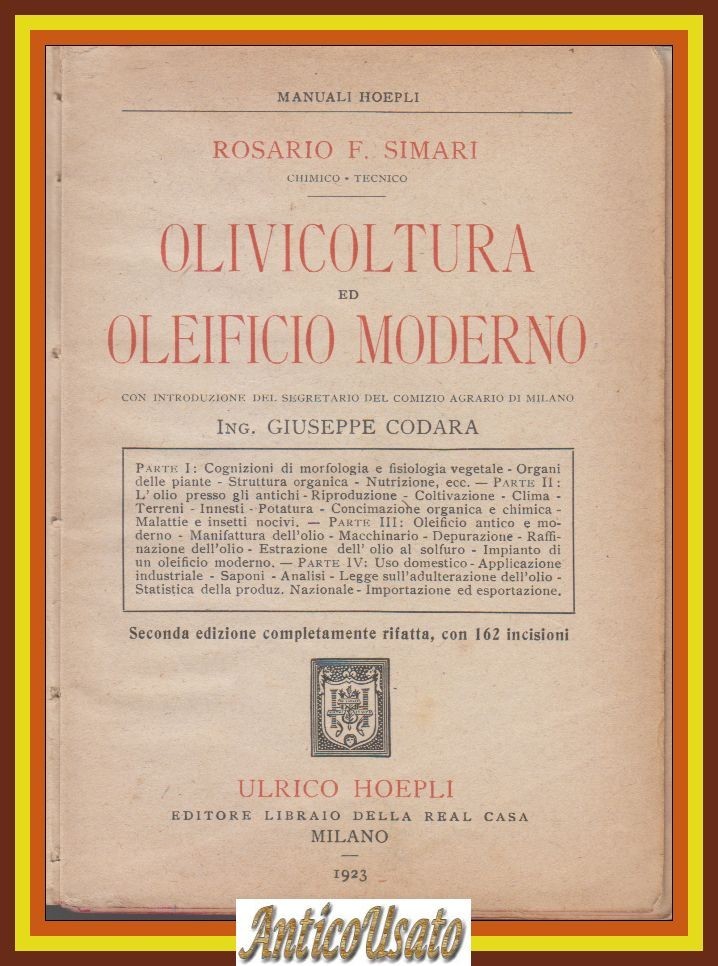 MANUALI HOEPLI
ROSARIO F. SIMARI
CHIMICO - TECNICO
OLIVICOLTURA
ED
OLEIFICIO MODERNO
CON INTRODUZIONE DEL SEGRETARIO DEL COMIZIO AGRARIO DI MILANO
ING. GIUSEPPE CODARA
PARTE I: Cognizioni di morfologia e fisiologia vegetale - Organi
delle piante - Struttura organica - Nutrizione, ecc. — PARTE II:
L'olio presso gli antichi - Riproduzione - Coltivazione - Clima -
Terreni - Innesti - Potatura - Concimazione organica e chimica -
Malattie e insetti nocivi. — PARTE III: Oleificio antico e mo-
derno - Manifattura dell'olio - Macchinario - Depurazione - Raffi-
nazione dell'olio - Estrazione dell'olio al solfuro - Impianto di
un oleificio moderno. — PARTE IV: Uso domestico - Applicazione
industriale - Saponi - Analisi - Legge sull'adulterazione dell'olio -
Statistica della produz. Nazionale - Importazione ed esportazione.
Seconda edizione completamente rifatta, con 162 incisioni
ULRICO HOEPLI
EDITORE LIBRAIO DELLA REAL CASA
MILANO
1923
AnticoUsato